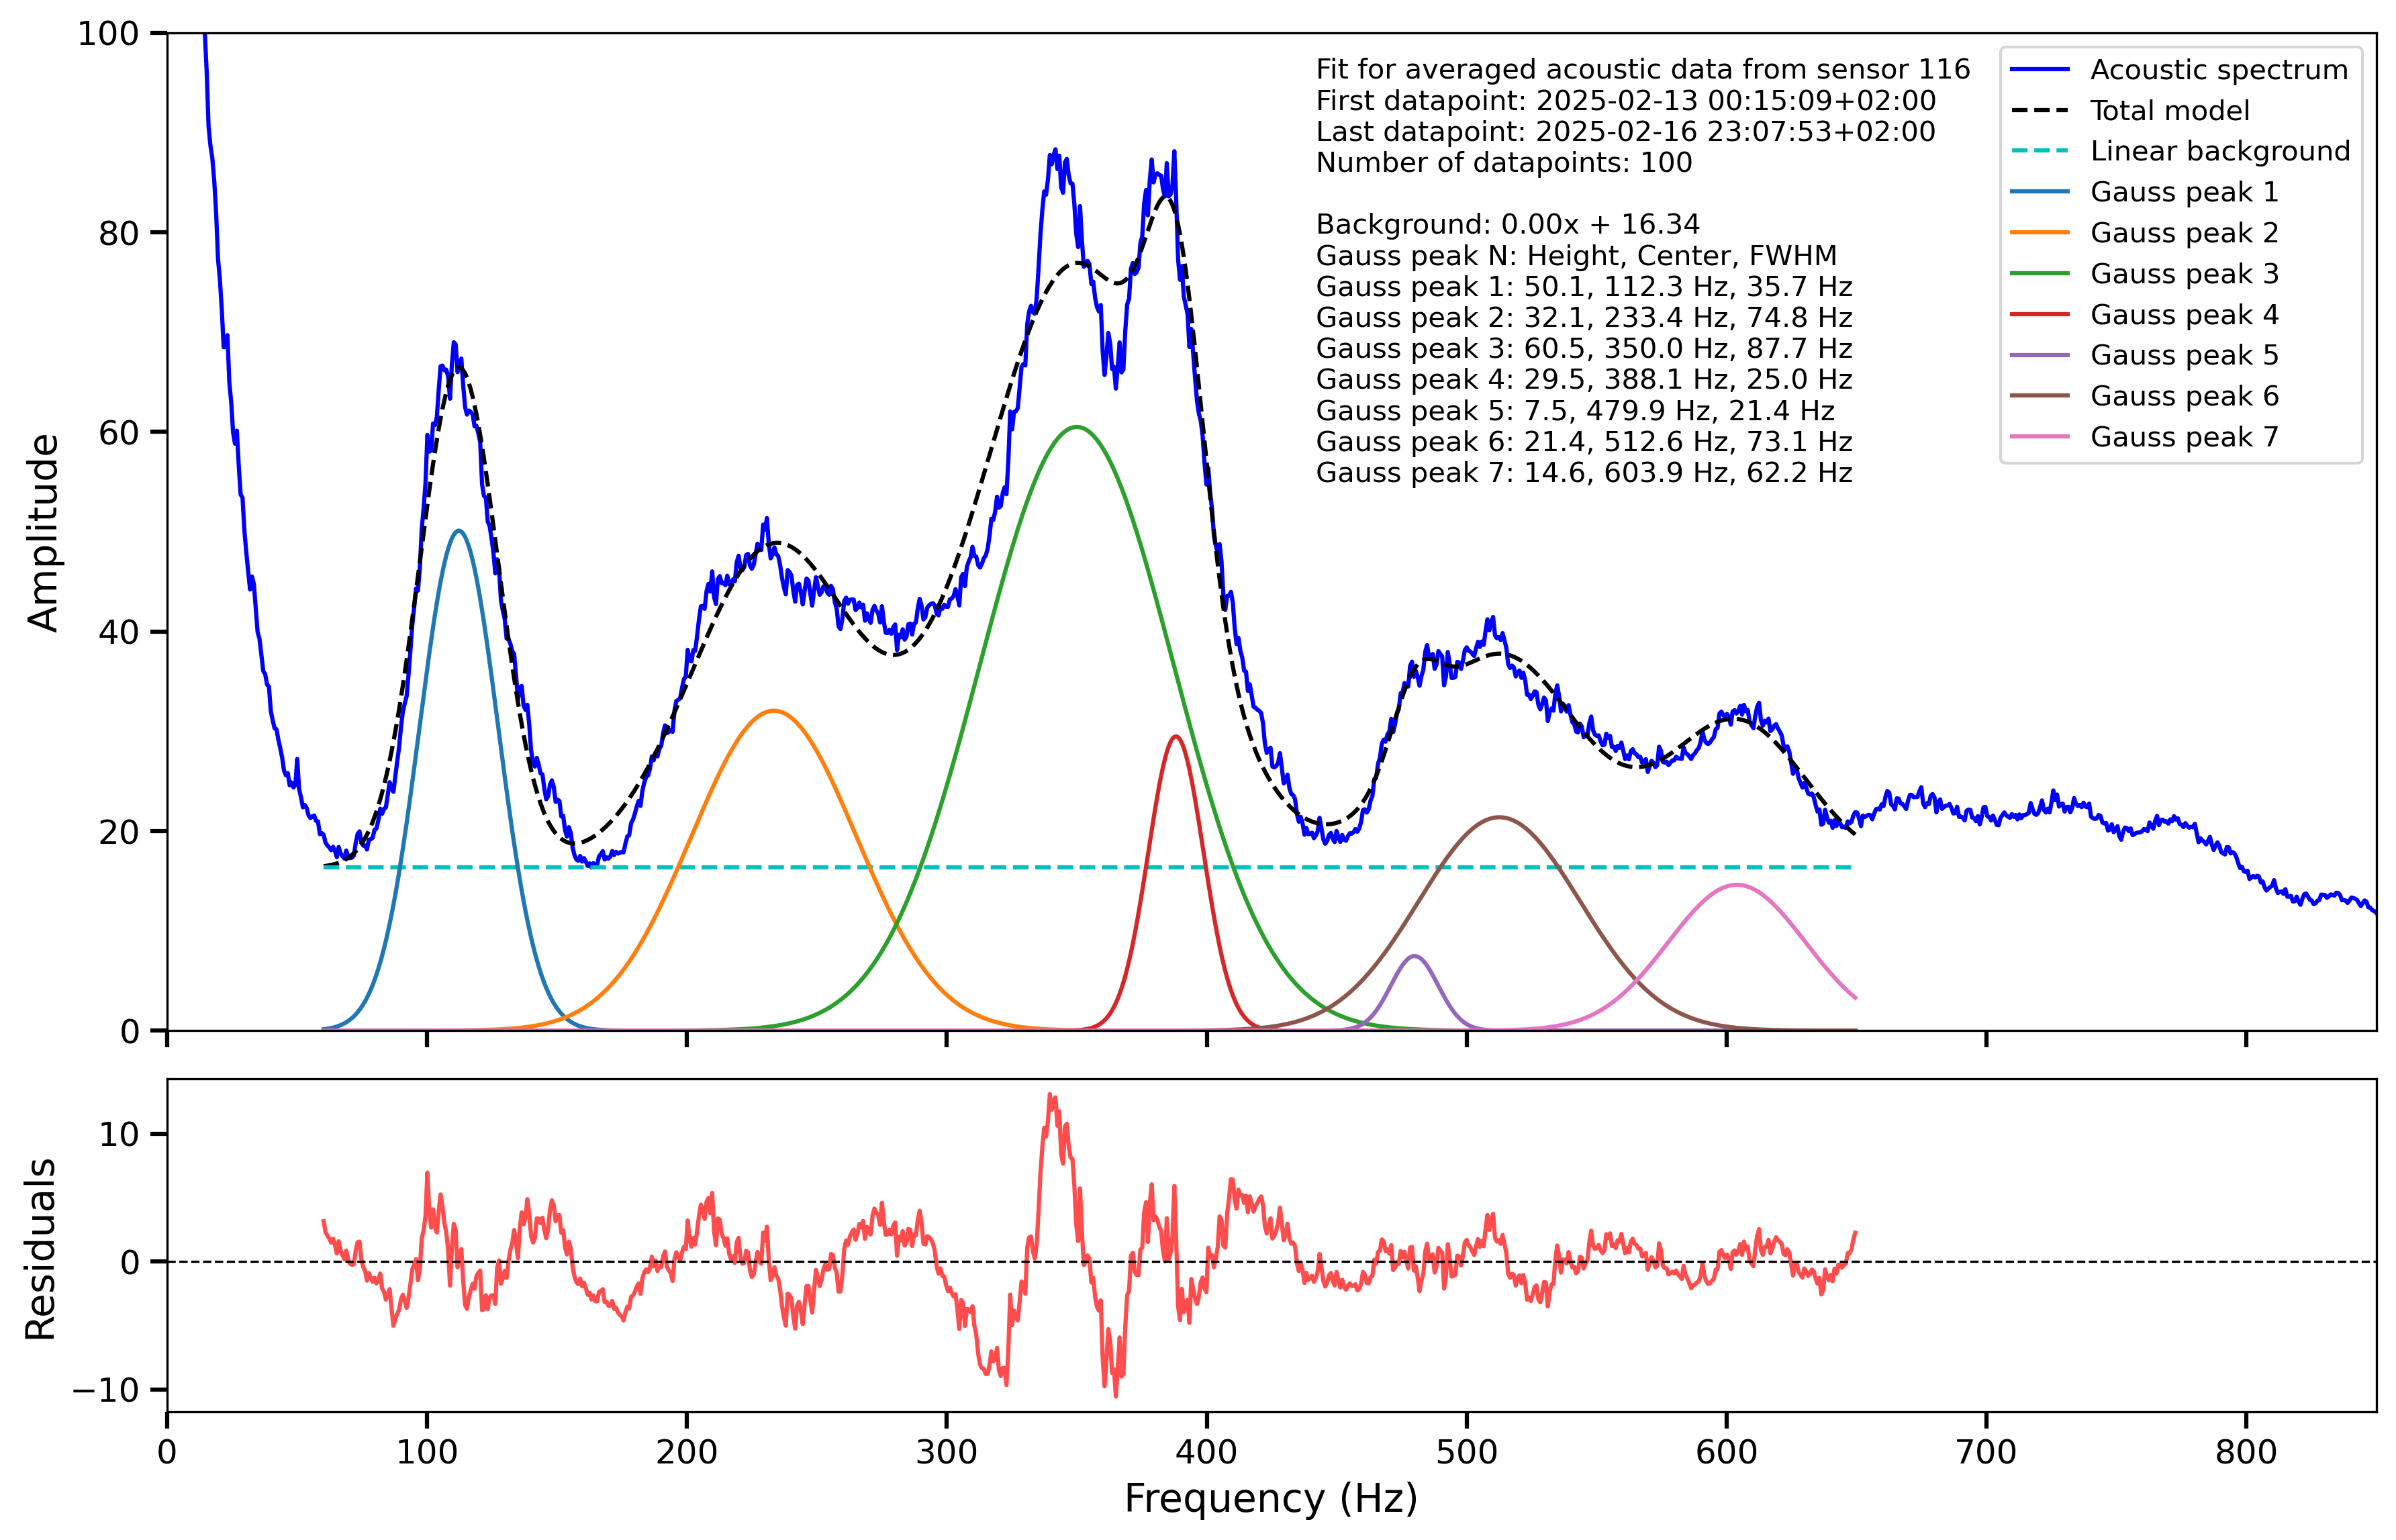 100
80
60
40
20
0
Amplitude
Fit for averaged acoustic data from sensor 116
First datapoint: 2025-02-13 00:15:09+02:00
Last datapoint: 2025-02-16 23:07:53+02:00
Number of datapoints: 100
Background: 0.00x + 16.34
Gauss peak N: Height, Center, FWHM
Gauss peak 1: 50.1, 112.3 Hz, 35.7 Hz
Gauss peak 2: 32.1, 233.4 Hz, 74.8 Hz
Gauss peak 3: 60.5, 350.0 Hz, 87.7 Hz
Gauss peak 4: 29.5, 388.1 Hz, 25.0 Hz
Gauss peak 5: 7.5, 479.9 Hz, 21.4 Hz
Gauss peak 6: 21.4, 512.6 Hz, 73.1 Hz
Gauss peak 7: 14.6, 603.9 Hz, 62.2 Hz
Acoustic spectrum
Total model
Linear background
Gauss peak 1
Gauss peak 2
Gauss peak 3
Gauss peak 4
Gauss peak 5
Gauss peak 6
Gauss peak 7
10
0
−10
Residuals
0 100 200 300 400 500 600 700 800
Frequency (Hz)